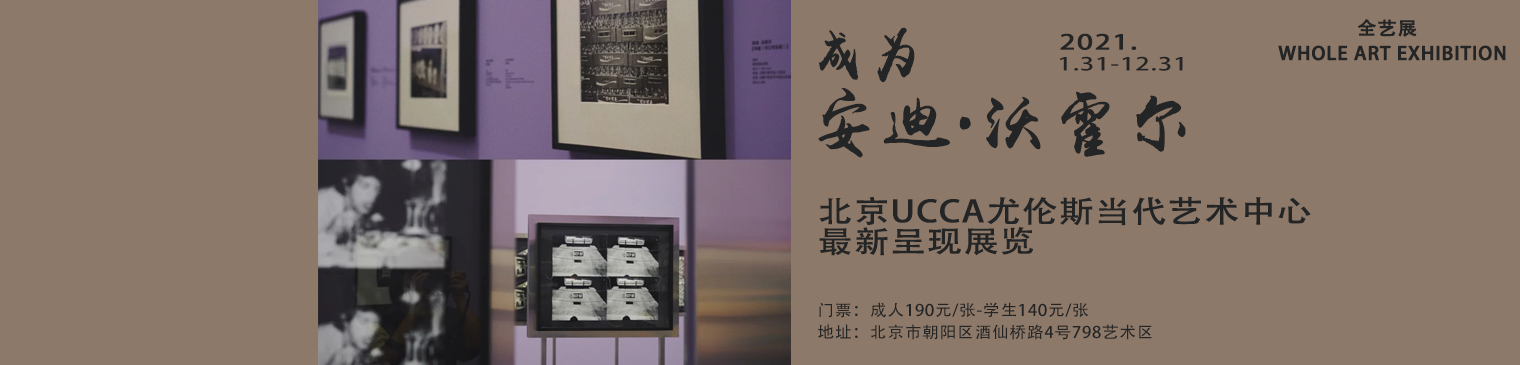 成为
安迪·沃霍尔
2021.
1.31-12.31
全艺展
WHOLE ART EXHIBITION
北京UCCA尤伦斯当代艺术中心
最新呈现展览
门票：成人190元/张-学生140元/张
地址：北京市朝阳区酒仙桥路4号798艺术区